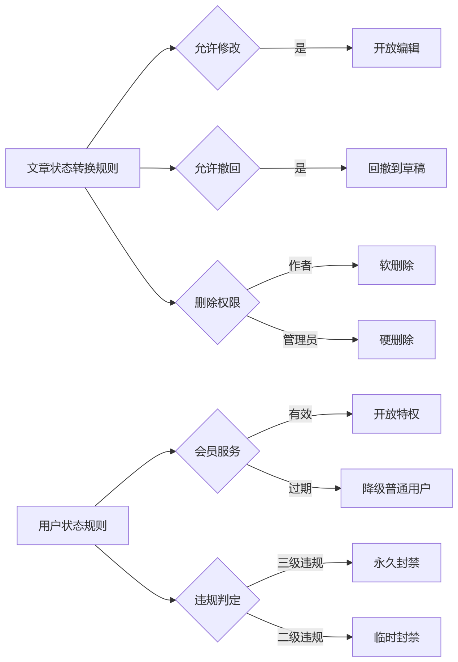 允许修改
是
开放编辑
文章状态转换规则
允许撤回
是
回撤到草稿
删除权限
作者
软删除
管理员
硬删除
会员服务
有效
开放特权
过期
降级普通用户
用户状态规则
违规判定
三级违规
永久封禁
二级违规
临时封禁